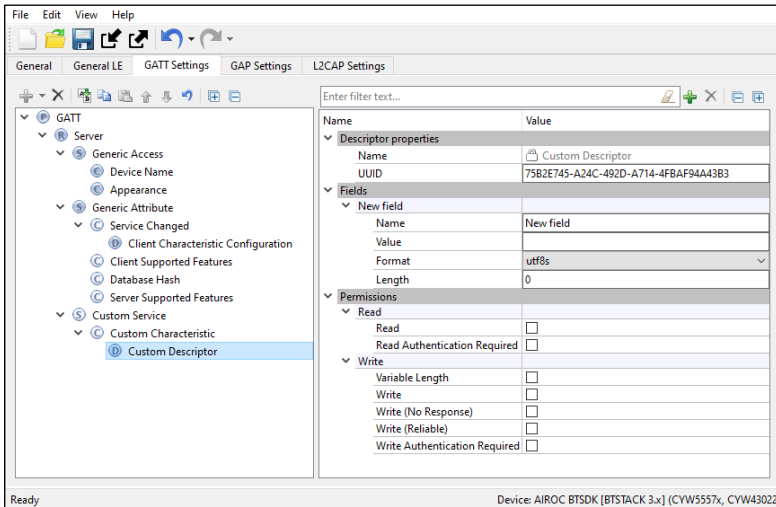 File Edit View Help
General General LE GATT Settings GAP Settings L2CAP Settings
Enter filter text...
P GATT
R Server
S Generic Access
C Device Name
C Appearance
S Generic Attribute
C Service Changed
D Client Characteristic Configuration
C Client Supported Features
C Database Hash
C Server Supported Features
S Custom Service
C Custom Characteristic
D Custom Descriptor
Name Value
Descriptor properties
Name Custom Descriptor
UUID 75B2E745-A24C-492D-A714-4FBAF94A43B3
Fields
New field
Name New field
Value
Format utf8s
Length 0
Permissions
Read
Read
Read Authentication Required
Write
Variable Length
Write
Write (No Response)
Write (Reliable)
Write Authentication Required
Ready Device: AIROC BTSDK [BTSTACK 3.x] (CYW5557x, CYW43022